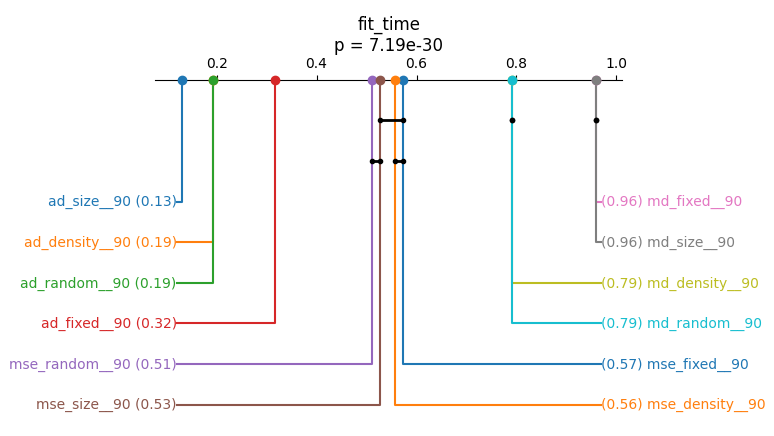 fit_time
p = 7.19e-30
0.2 0.4 0.6 0.8 1.0
ad_size__90 (0.13) (0.96) md_fixed__90
ad_density__90 (0.19) (0.96) md_size__90
ad_random__90 (0.19) (0.79) md_density__90
ad_fixed__90 (0.32) (0.79) md_random__90
mse_random__90 (0.51) (0.57) mse_fixed__90
mse_size__90 (0.53) (0.56) mse_density__90